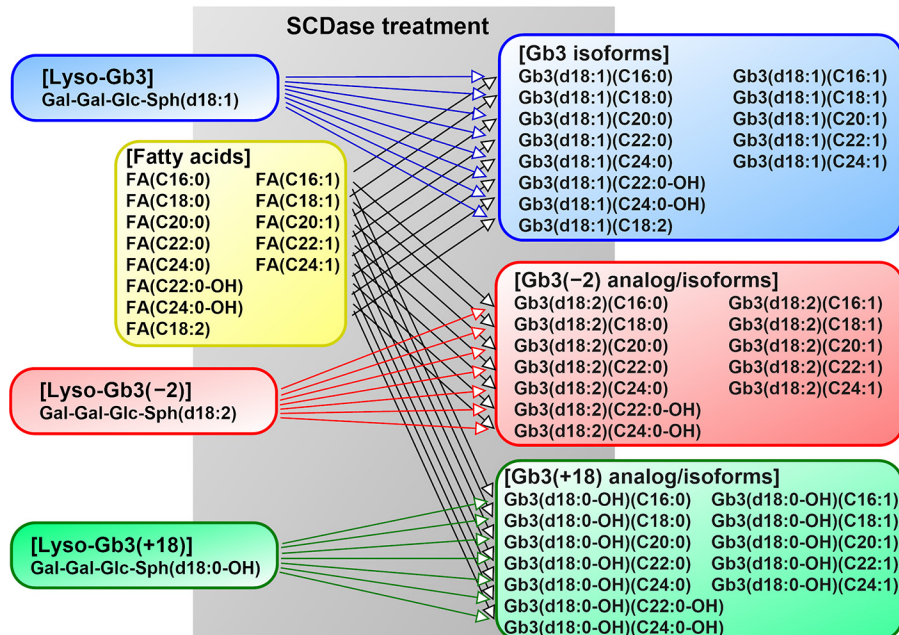 SCDase treatment
[Lyso-Gb3]
Gal-Gal-Glc-Sph(d18:1)
[Fatty acids]
FA(C16:0) FA(C16:1)
FA(C18:0) FA(C18:1)
FA(C20:0) FA(C20:1)
FA(C22:0) FA(C22:1)
FA(C24:0) FA(C24:1)
FA(C22:0-OH)
FA(C24:0-OH)
FA(C18:2)
[Lyso-Gb3(−2)]
Gal-Gal-Glc-Sph(d18:2)
[Lyso-Gb3(+18)]
Gal-Gal-Glc-Sph(d18:0-OH)
[Gb3 isoforms]
Gb3(d18:1)(C16:0) Gb3(d18:1)(C16:1)
Gb3(d18:1)(C18:0) Gb3(d18:1)(C18:1)
Gb3(d18:1)(C20:0) Gb3(d18:1)(C20:1)
Gb3(d18:1)(C22:0) Gb3(d18:1)(C22:1)
Gb3(d18:1)(C24:0) Gb3(d18:1)(C24:1)
Gb3(d18:1)(C22:0-OH)
Gb3(d18:1)(C24:0-OH)
Gb3(d18:1)(C18:2)
[Gb3(−2) analog/isoforms]
Gb3(d18:2)(C16:0) Gb3(d18:2)(C16:1)
Gb3(d18:2)(C18:0) Gb3(d18:2)(C18:1)
Gb3(d18:2)(C20:0) Gb3(d18:2)(C20:1)
Gb3(d18:2)(C22:0) Gb3(d18:2)(C22:1)
Gb3(d18:2)(C24:0) Gb3(d18:2)(C24:1)
Gb3(d18:2)(C22:0-OH)
Gb3(d18:2)(C24:0-OH)
[Gb3(+18) analog/isoforms]
Gb3(d18:0-OH)(C16:0) Gb3(d18:0-OH)(C16:1)
Gb3(d18:0-OH)(C18:0) Gb3(d18:0-OH)(C18:1)
Gb3(d18:0-OH)(C20:0) Gb3(d18:0-OH)(C20:1)
Gb3(d18:0-OH)(C22:0) Gb3(d18:0-OH)(C22:1)
Gb3(d18:0-OH)(C24:0) Gb3(d18:0-OH)(C24:1)
Gb3(d18:0-OH)(C22:0-OH)
Gb3(d18:0-OH)(C24:0-OH)